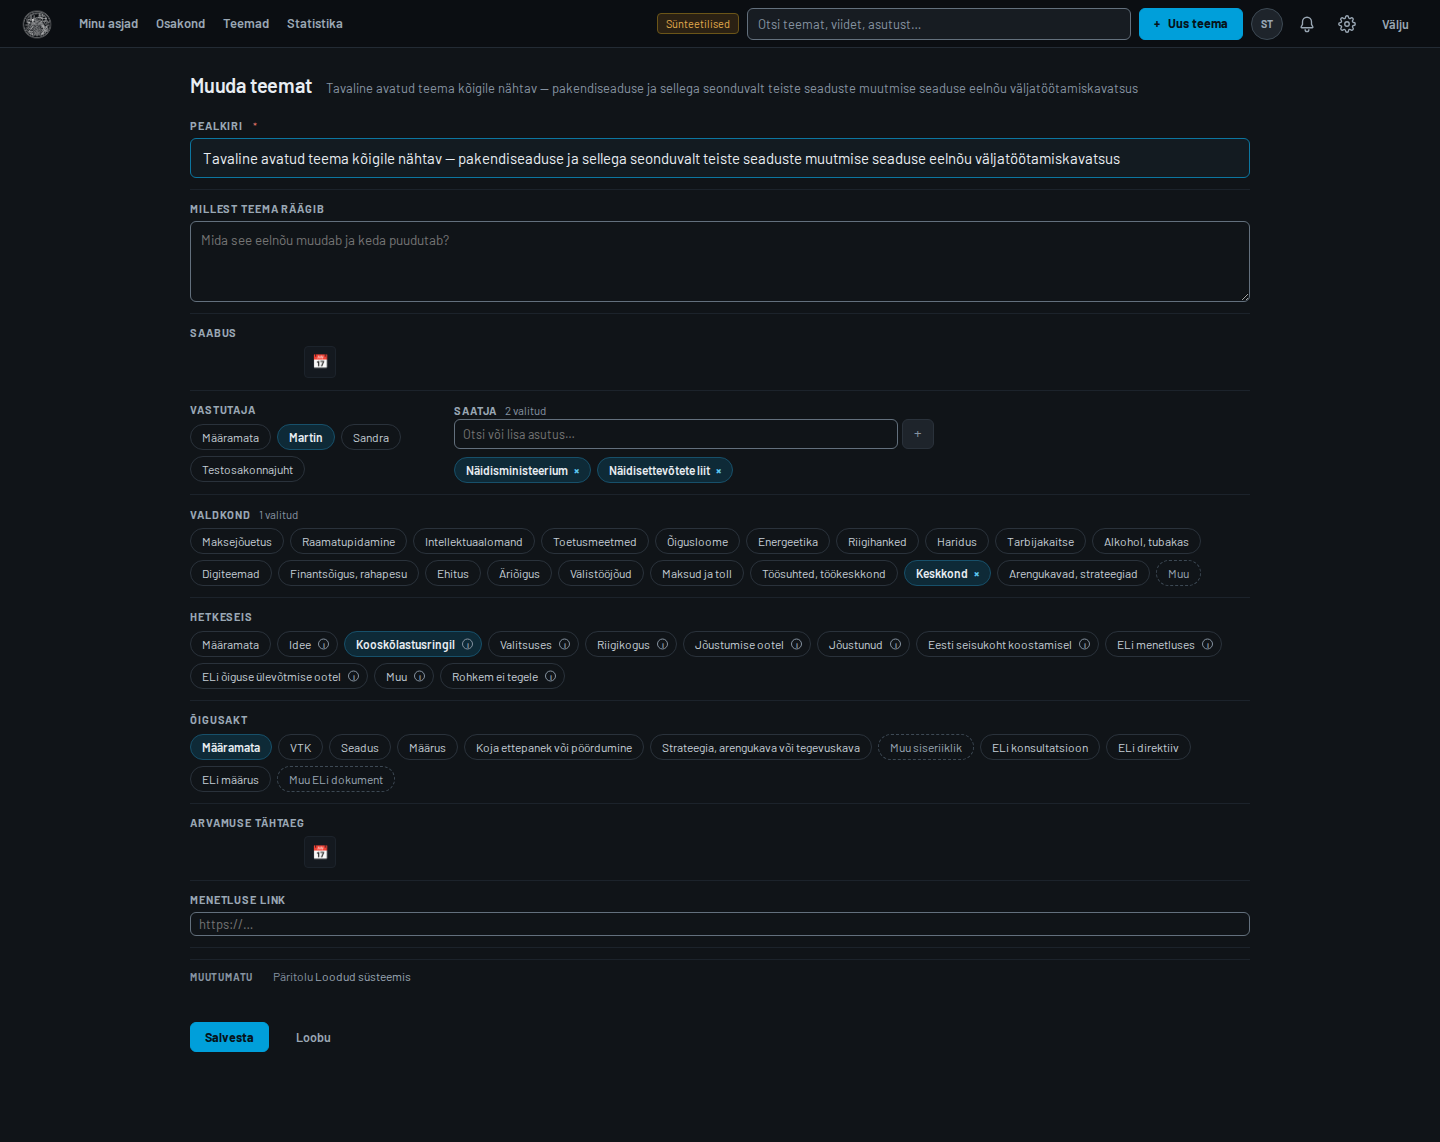 Minu asjad Osakond Teemad Statistika Sünteetilised Otsi teemat, viidet, asutust... + Uus teema ST Välju
Muuda teemat Tavaline avatud teema kõigile nähtav — pakendiseaduse ja sellega seonduvalt teiste seaduste muutmise seaduse eelnõu väljatöötamiskavatsus
PEALKIRI *
Tavaline avatud teema kõigile nähtav — pakendiseaduse ja sellega seonduvalt teiste seaduste muutmise seaduse eelnõu väljatöötamiskavatsus
MILLEST TEEMA RÄÄGIB
Mida see eelnõu muudab ja keda puudutab?
SAABUS
17
VASTUTAJA SAATJA 2 valitud
Määramata Martin Sandra Otsi või lisa asutus... +
Testosakonnajuht Näidisministeerium × Näidisettevõtete liit ×
VALDKOND 1 valitud
Maksejõuetus Raamatupidamine Intellektuaalomand Toetusmeetmed Õigusloome Energeetika Riigihanked Haridus Tarbijakaitse Alkohol, tubakas
Digiteemad Finantsõigus, rahapesu Ehitus Äriõigus Välistööjõud Maksud ja toll Töösuhted, töökeskkond Keskkond × Arengukavad, strateegiad Muu
HETKESEIS
Määramata Idee Kooskõlastusringil Valitsuses Riigikogus Jõustumise ootel Jõustunud Eesti seisukoht koostamisel ELi menetluses
ELi õiguse ülevõtmise ootel Muu Rohkem ei tegele
ÕIGUSAKT
Määramata VTK Seadus Määrus Koja ettepanek või pöördumine Strateegia, arengukava või tegevuskava Muu siseriiklik ELi konsultatsioon ELi direktiiv
ELi määrus Muu ELi dokument
ARVAMUSE TÄHTAEG
17
MENETLUSE LINK
https://...
MUUTUMATU Päritolu Loodud süsteemis
Salvesta Loobu